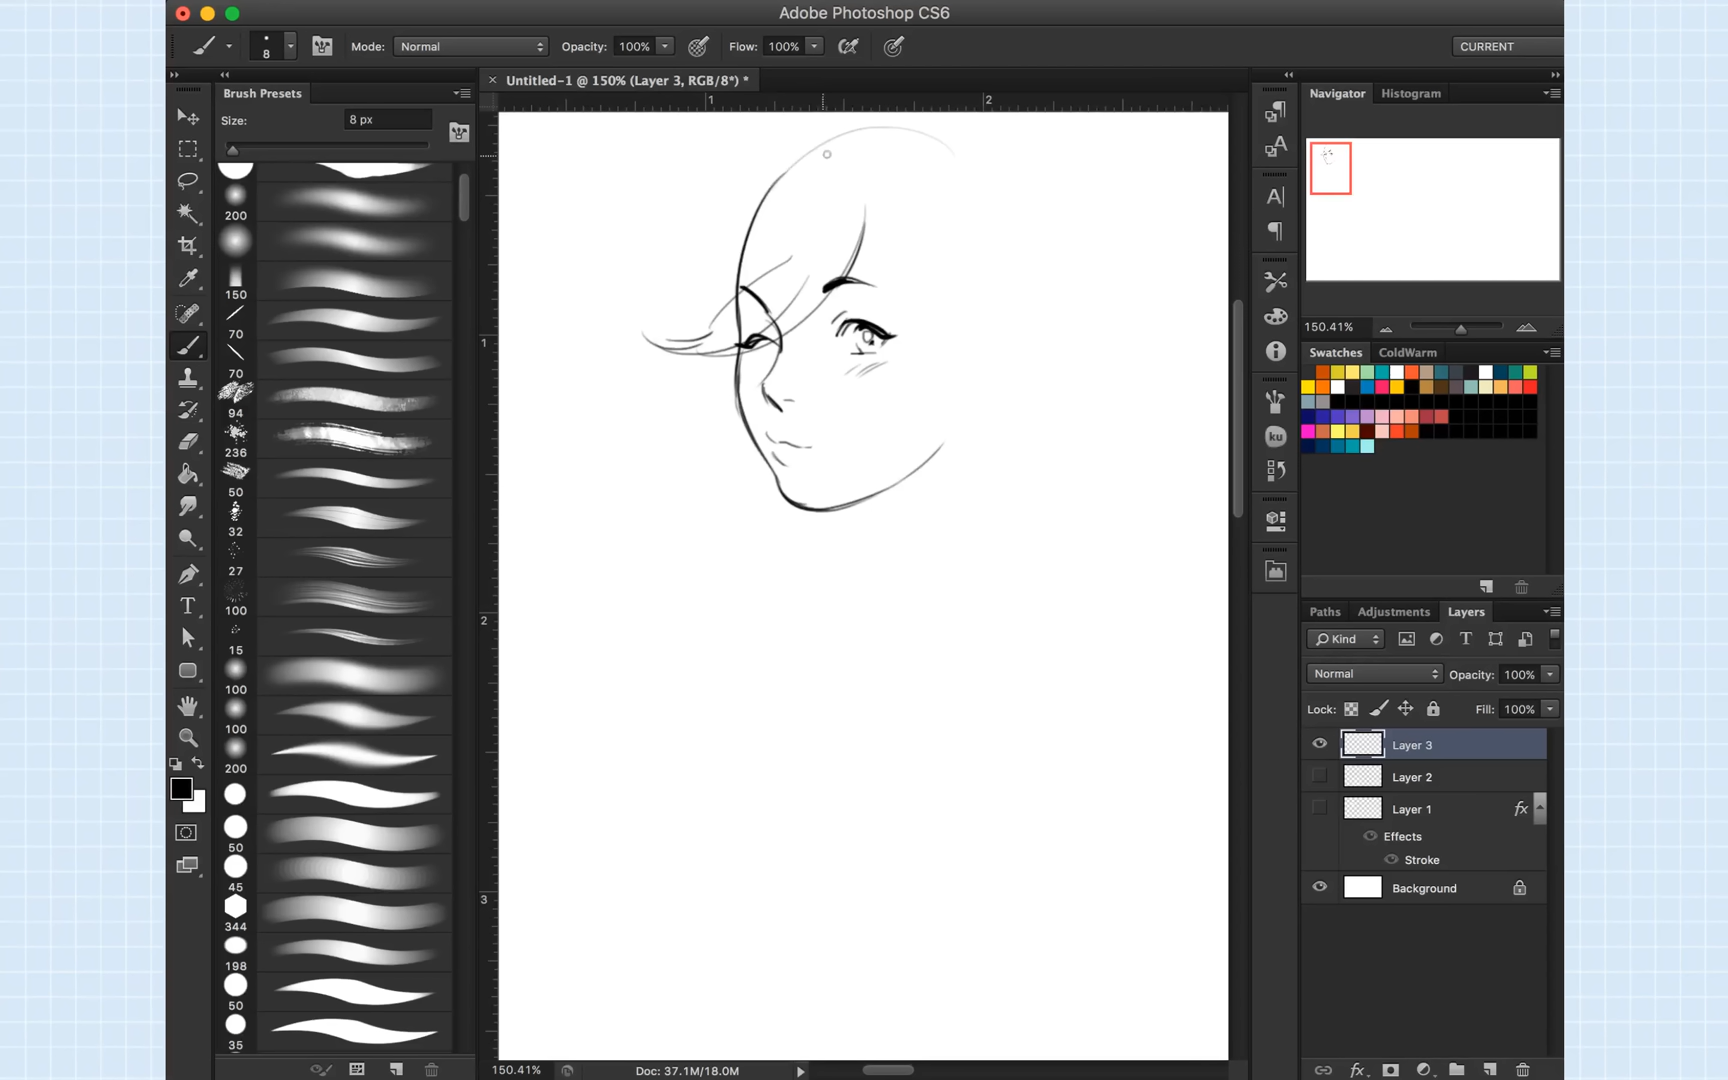 Adobe Photoshop CS6
8
Mode: Normal
Opacity: 100%
Flow: 100%
CURRENT
× Untitled-1 @ 150% (Layer 3, RGB/8*) *
Brush Presets
Size: 8 px
200
150
70
70
94
236
50
32
27
100
15
100
100
200
50
45
344
198
50
35
1
2
1
2
3
150.41%
Doc: 37.1M/18.0M
ku
Navigator
Histogram
150.41%
Swatches
ColdWarm
Paths
Adjustments
Layers
Kind
Normal
Opacity: 100%
Lock:
Fill: 100%
Layer 3
Layer 2
Layer 1
fx
Effects
Stroke
Background
fx